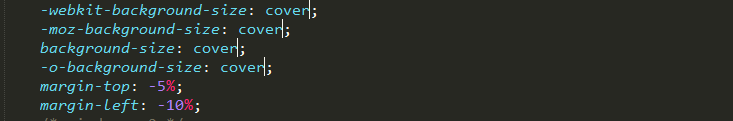 -webkit-background-size: cover;
-moz-background-size: cover;
background-size: cover;
-o-background-size: cover;
margin-top: -5%;
margin-left: -10%;